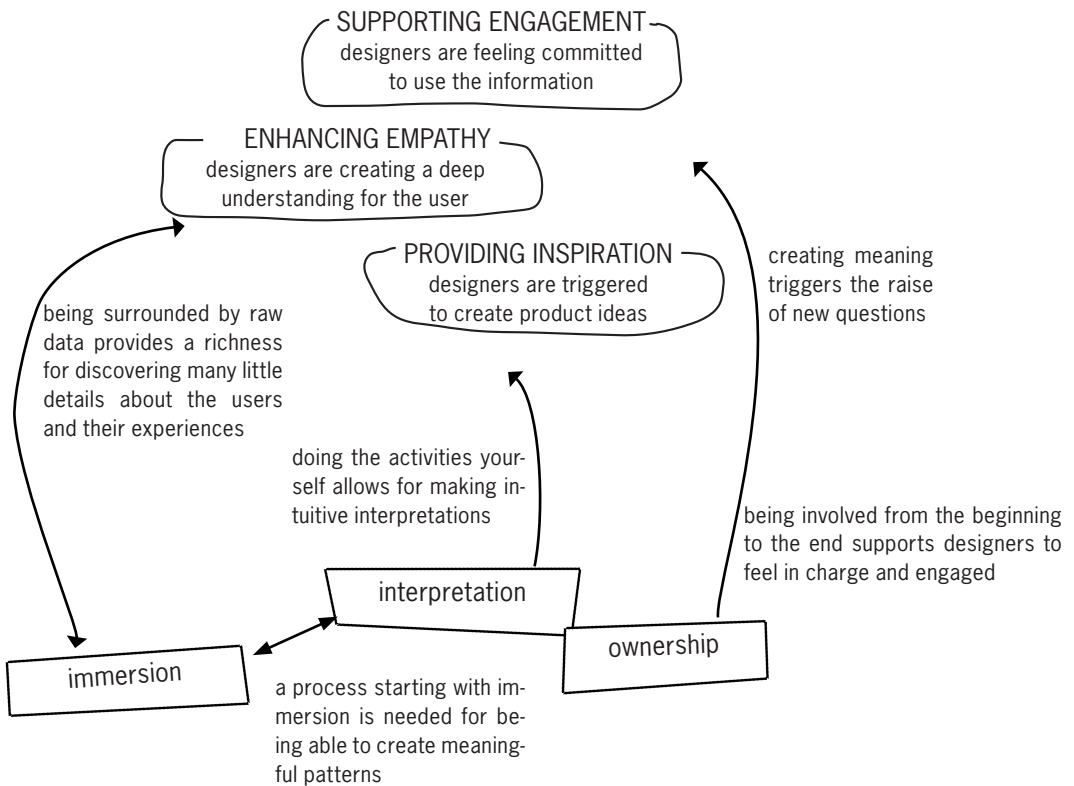 SUPPORTING ENGAGEMENT
designers are feeling committed
to use the information
ENHANCING EMPATHY
designers are creating a deep
understanding for the user
PROVIDING INSPIRATION
designers are triggered
to create product ideas
creating meaning
triggers the raise
of new questions
being surrounded by raw
data provides a richness
for discovering many little
details about the users
and their experiences
doing the activities your-
self allows for making in-
tuitive interpretations
being involved from the beginning
to the end supports designers to
feel in charge and engaged
interpretation
ownership
immersion
a process starting with im-
mersion is needed for be-
ing able to create meaning-
ful patterns